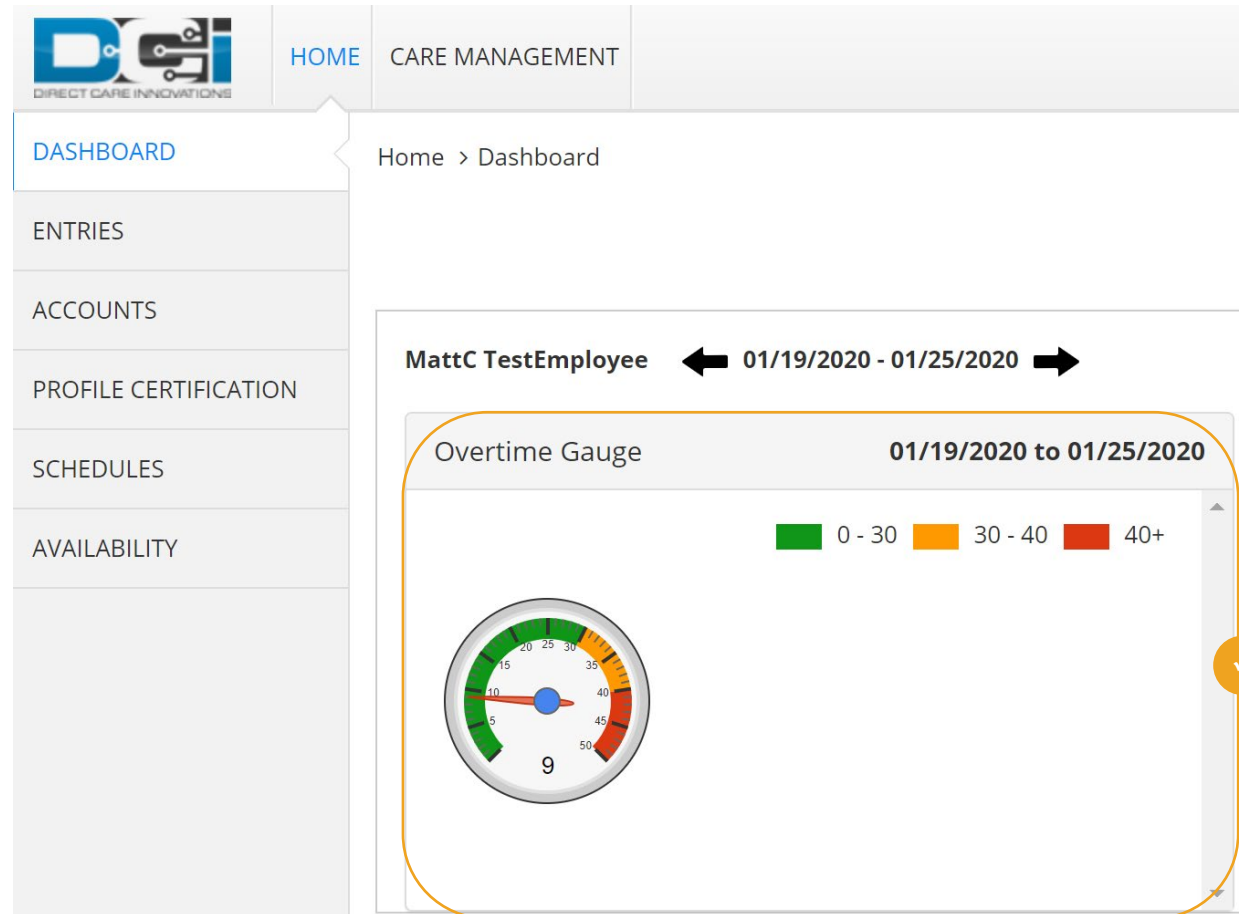 DCI
DIRECT CARE INNOVATIONS
HOME CARE MANAGEMENT
DASHBOARD
Home > Dashboard
ENTRIES
ACCOUNTS
PROFILE CERTIFICATION
SCHEDULES
AVAILABILITY
MattC TestEmployee 01/19/2020 - 01/25/2020
Overtime Gauge 01/19/2020 to 01/25/2020
0 - 30 30 - 40 40+
5
10
15
20
25
30
35
40
45
50
9